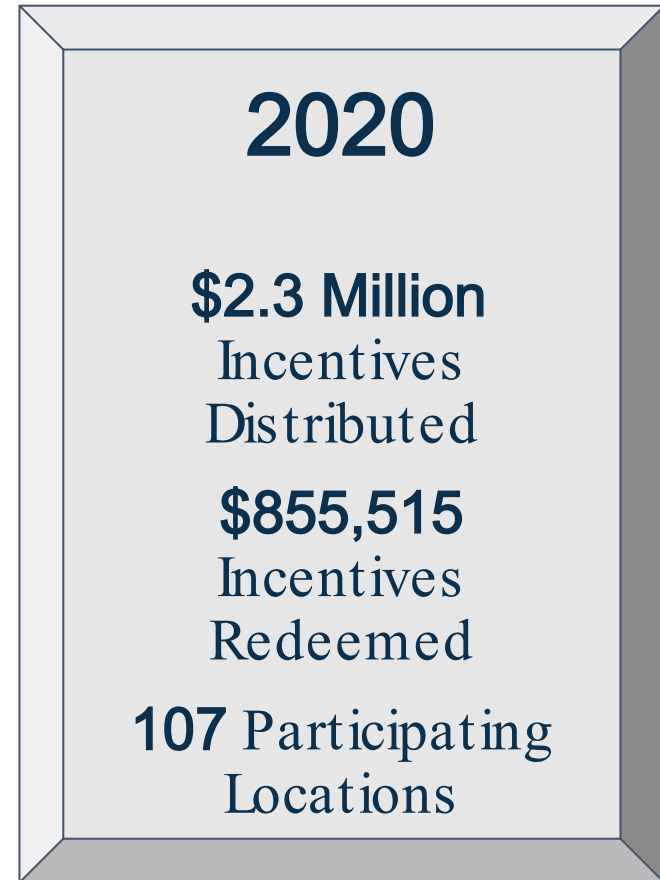 2020
$2.3 Million
Incentives
Distributed
$855,515
Incentives
Redeemed
107 Participating
Locations